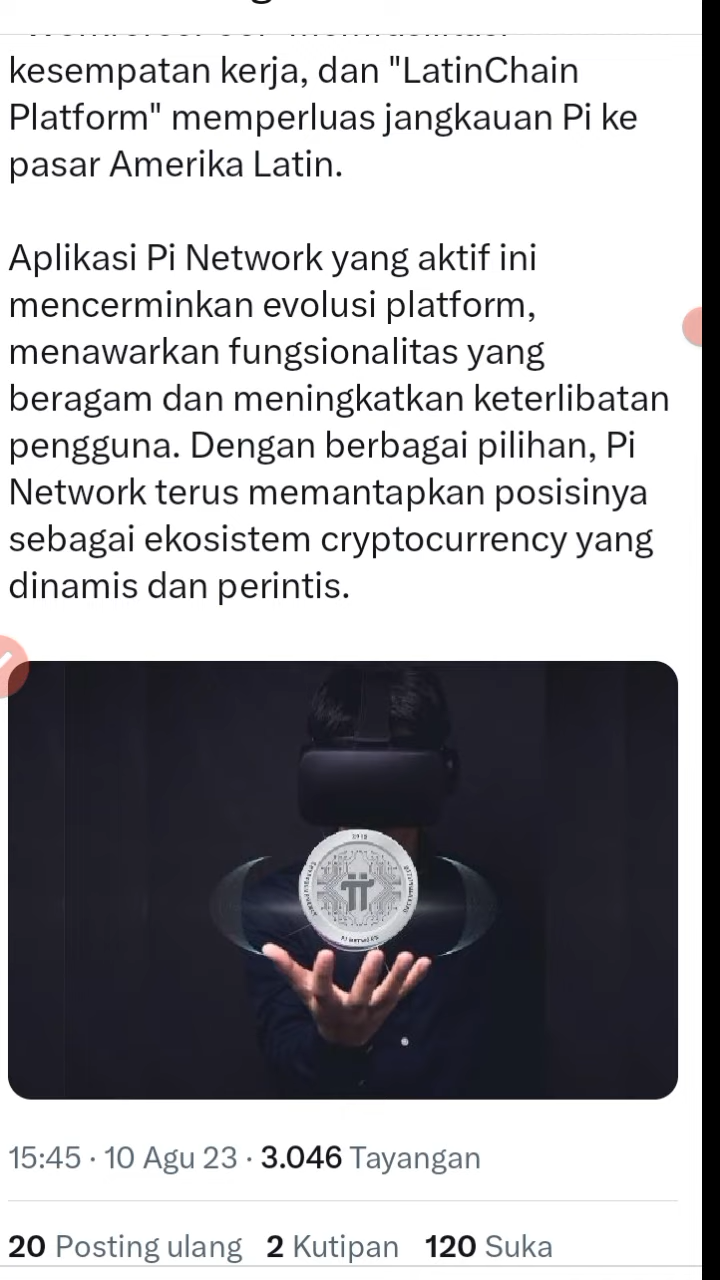 kesempatan kerja, dan "LatinChain
Platform" memperluas jangkauan Pi ke
pasar Amerika Latin.
Aplikasi Pi Network yang aktif ini
mencerminkan evolusi platform,
menawarkan fungsionalitas yang
beragam dan meningkatkan keterlibatan
pengguna. Dengan berbagai pilihan, Pi
Network terus memantapkan posisinya
sebagai ekosistem cryptocurrency yang
dinamis dan perintis.
15:45 · 10 Agu 23 · 3.046 Tayangan
20 Posting ulang 2 Kutipan 120 Suka